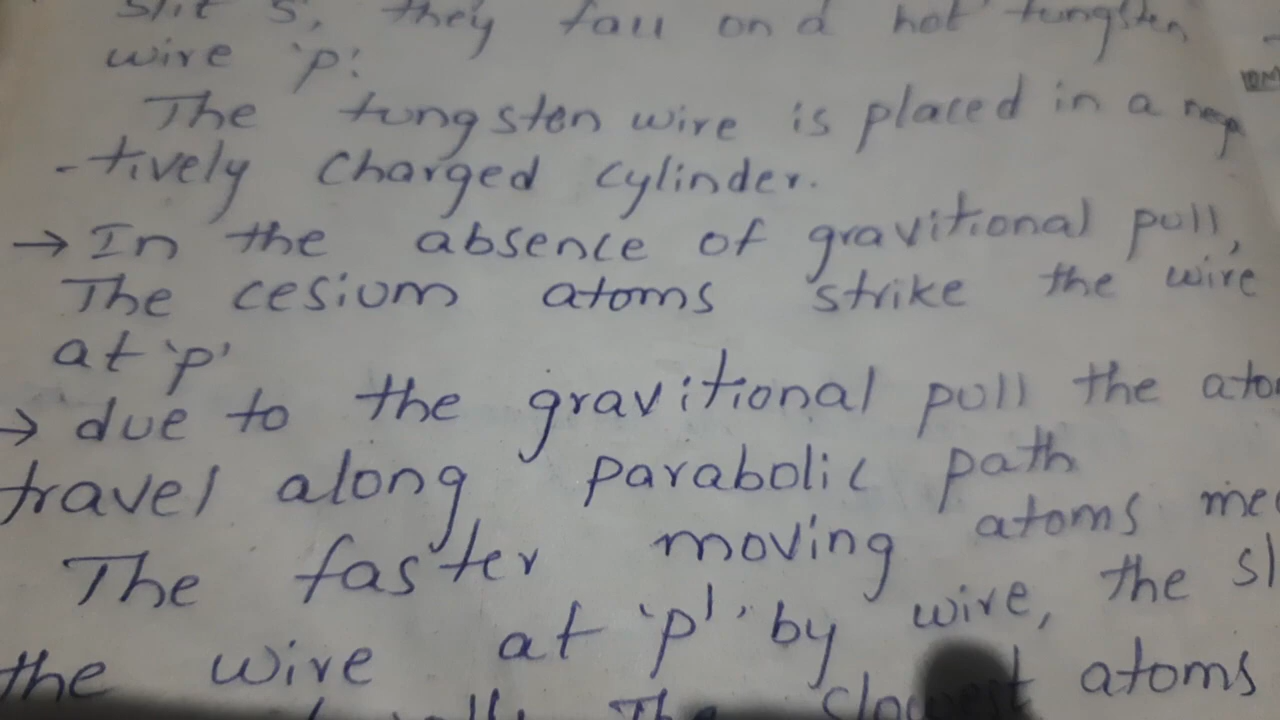 slit s, they fall on a hot tungsten
wire 'p'.
The tungsten wire is placed in a nega
-tively charged cylinder.
→ In the absence of gravitional pull,
The cesium atoms strike the wire
at 'p'
→ due to the gravitional pull the ato
travel along parabolic path
The faster moving atoms
the wire at 'p'' by wire, the sl
The slowest atoms